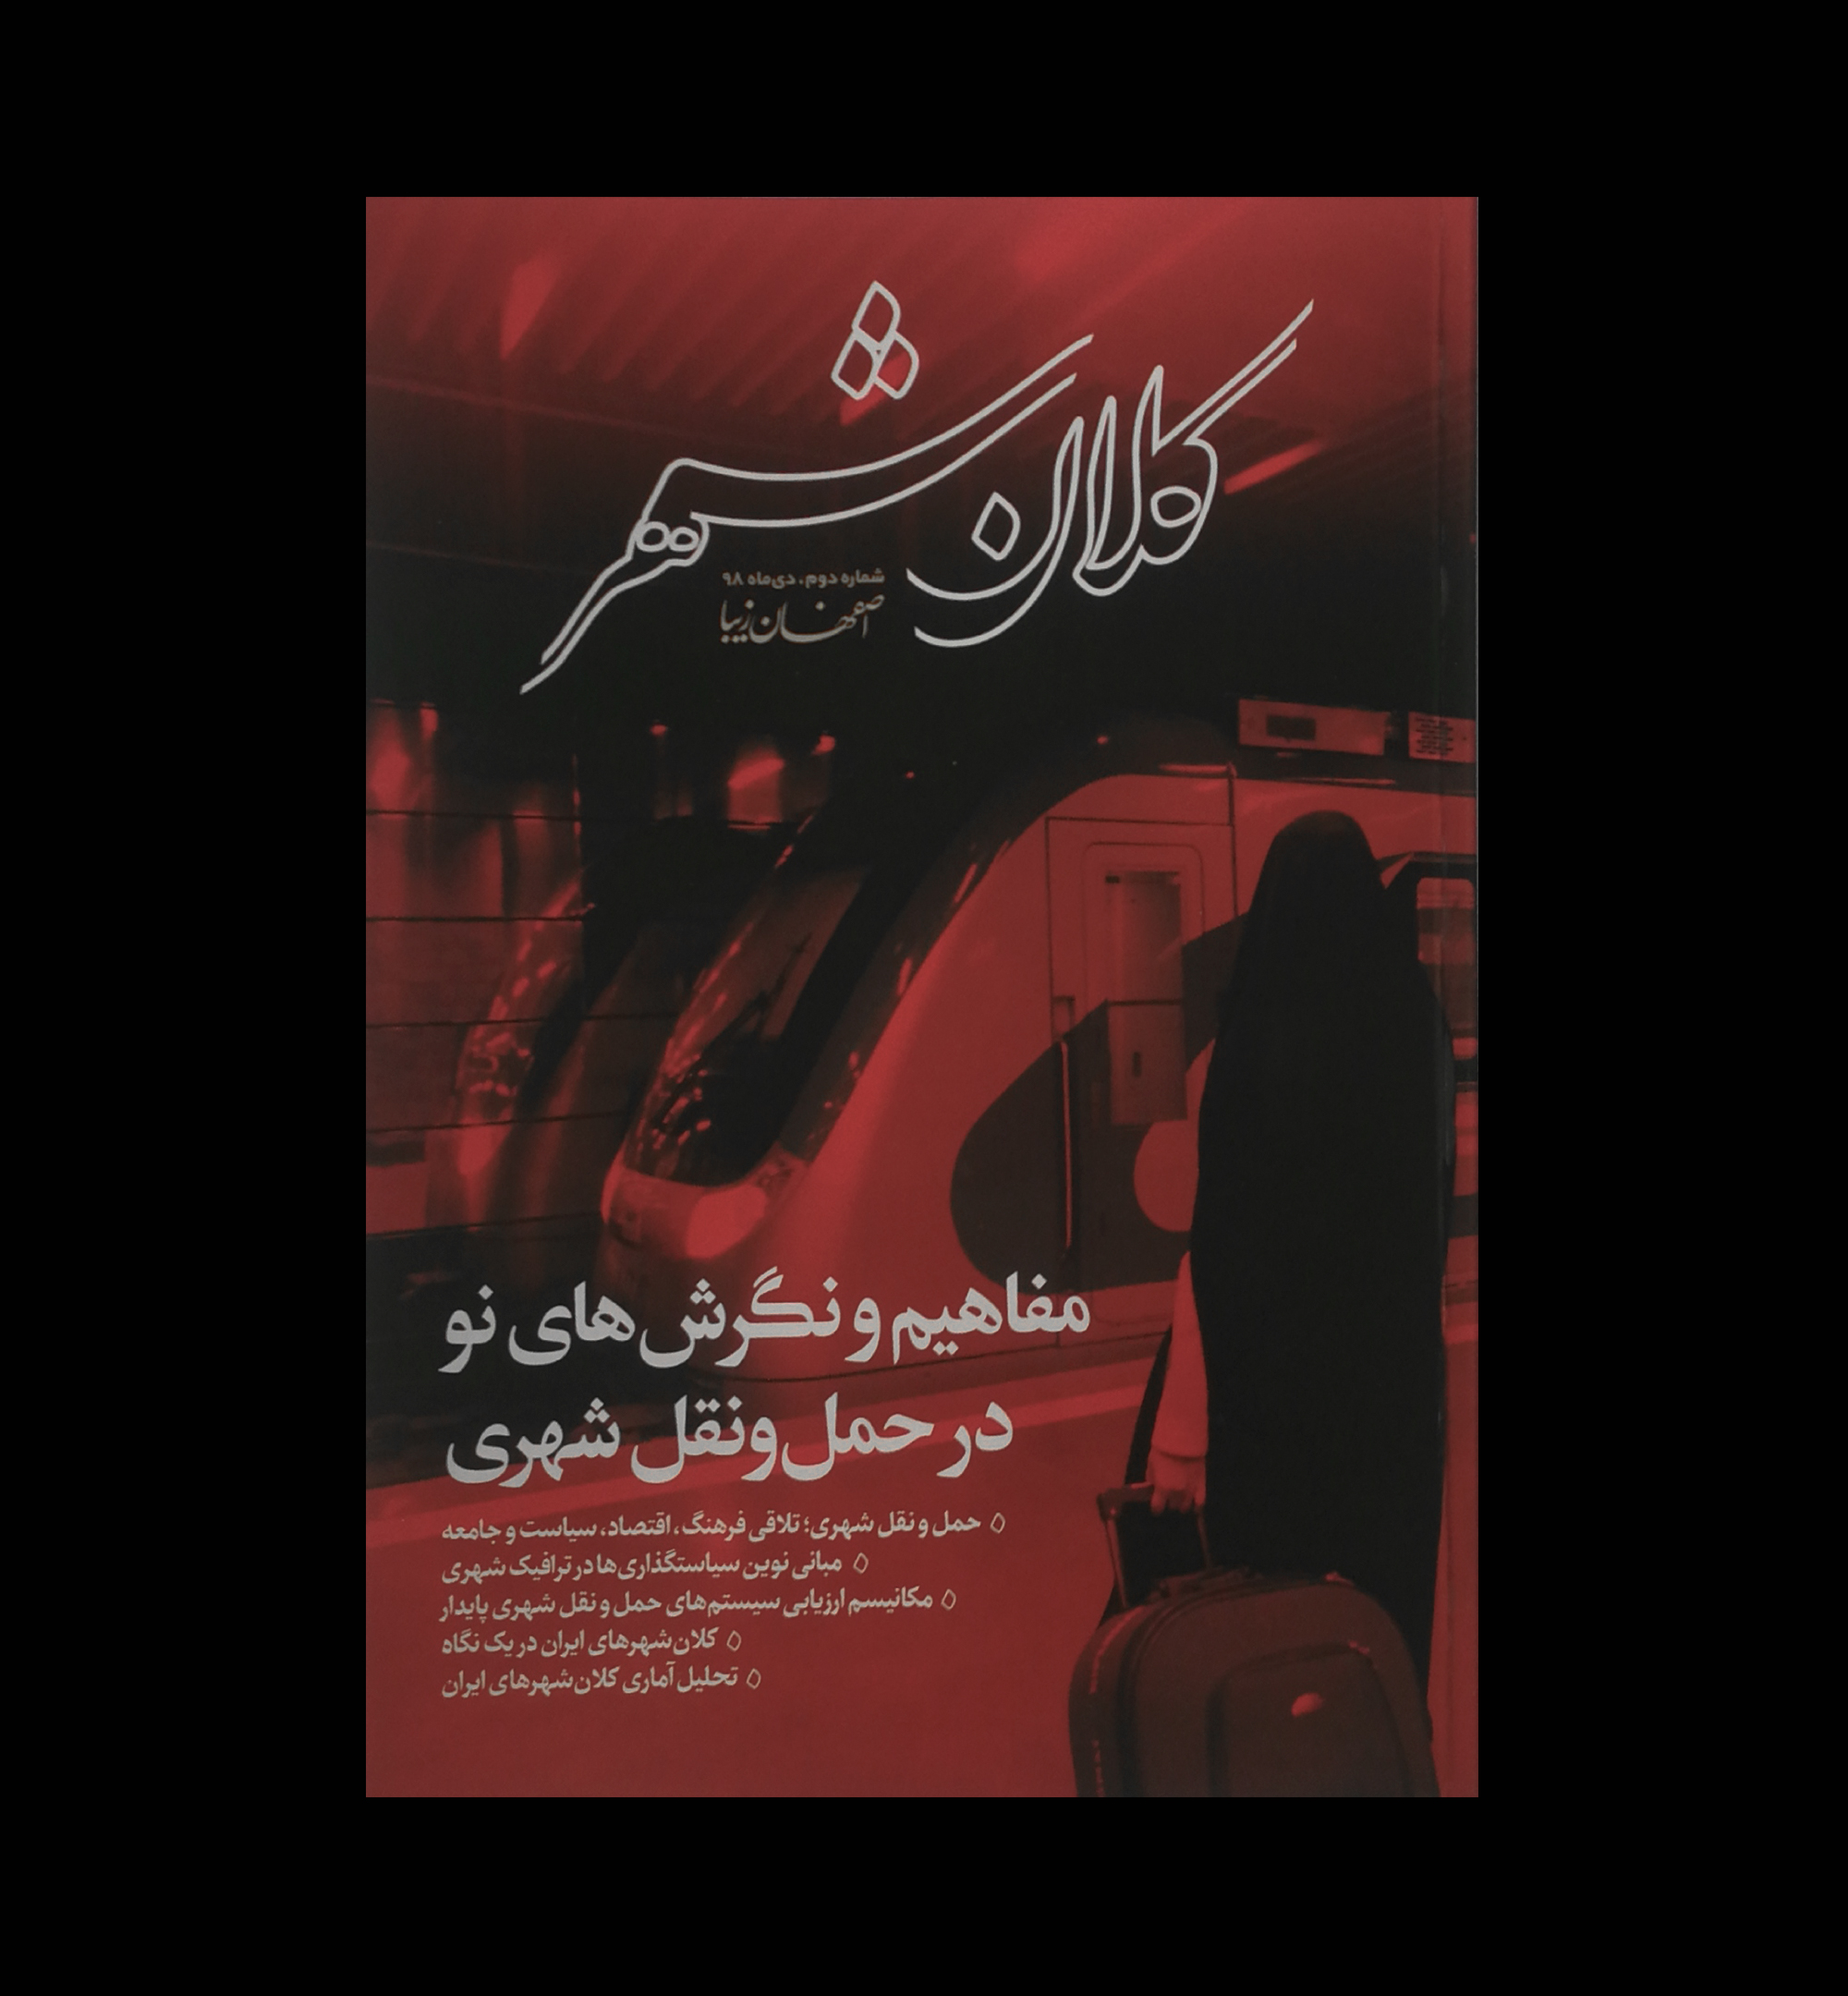 کلان‌شهر
شماره دوم. دی‌ماه ۹۸
اصفهان زیبا
مفاهیم و نگرش‌های نو
در حمل‌ونقل شهری
◊ حمل و نقل شهری؛ تلاقی فرهنگ، اقتصاد، سیاست و جامعه
◊ مبانی نوین سیاستگذاری‌ها در ترافیک شهری
◊ مکانیسم ارزیابی سیستم‌های حمل و نقل شهری پایدار
◊ کلان‌شهرهای ایران در یک نگاه
◊ تحلیل آماری کلان‌شهرهای ایران